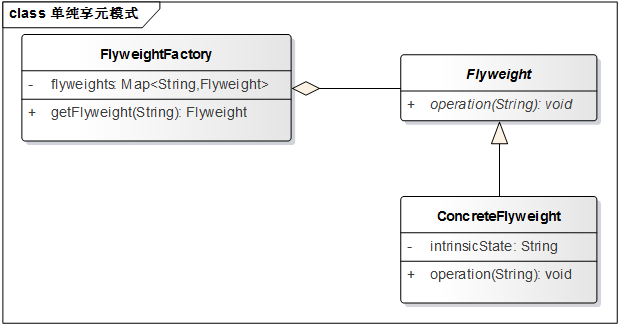 class 单纯享元模式
FlyweightFactory
- flyweights: Map<String,Flyweight>
+ getFlyweight(String): Flyweight
Flyweight
+ operation(String): void
ConcreteFlyweight
- intrinsicState: String
+ operation(String): void